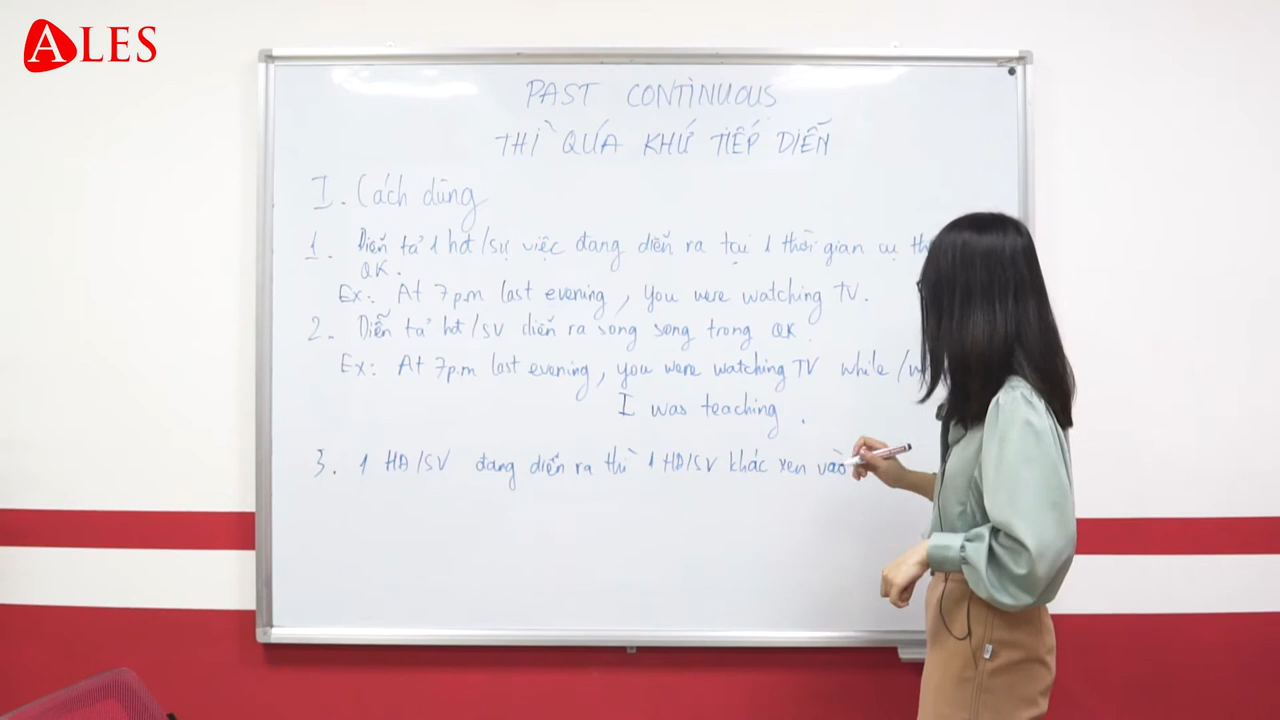 ALES
PAST CONTINUOUS
THÌ QÚA KHỨ TIẾP DIỄN
I. Cách dùng
1. Diễn tả 1 hđ/sự việc đang diễn ra tại 1 thời gian cụ
QK.
Ex: At 7p.m last evening, you were watching TV.
2. Diễn tả hđ/SV diễn ra song song trong QK.
Ex: At 7p.m last evening, you were watching TV while /
I was teaching.
3. 1 HĐ/SV đang diễn ra thì 1 HĐ/SV khác xen vào